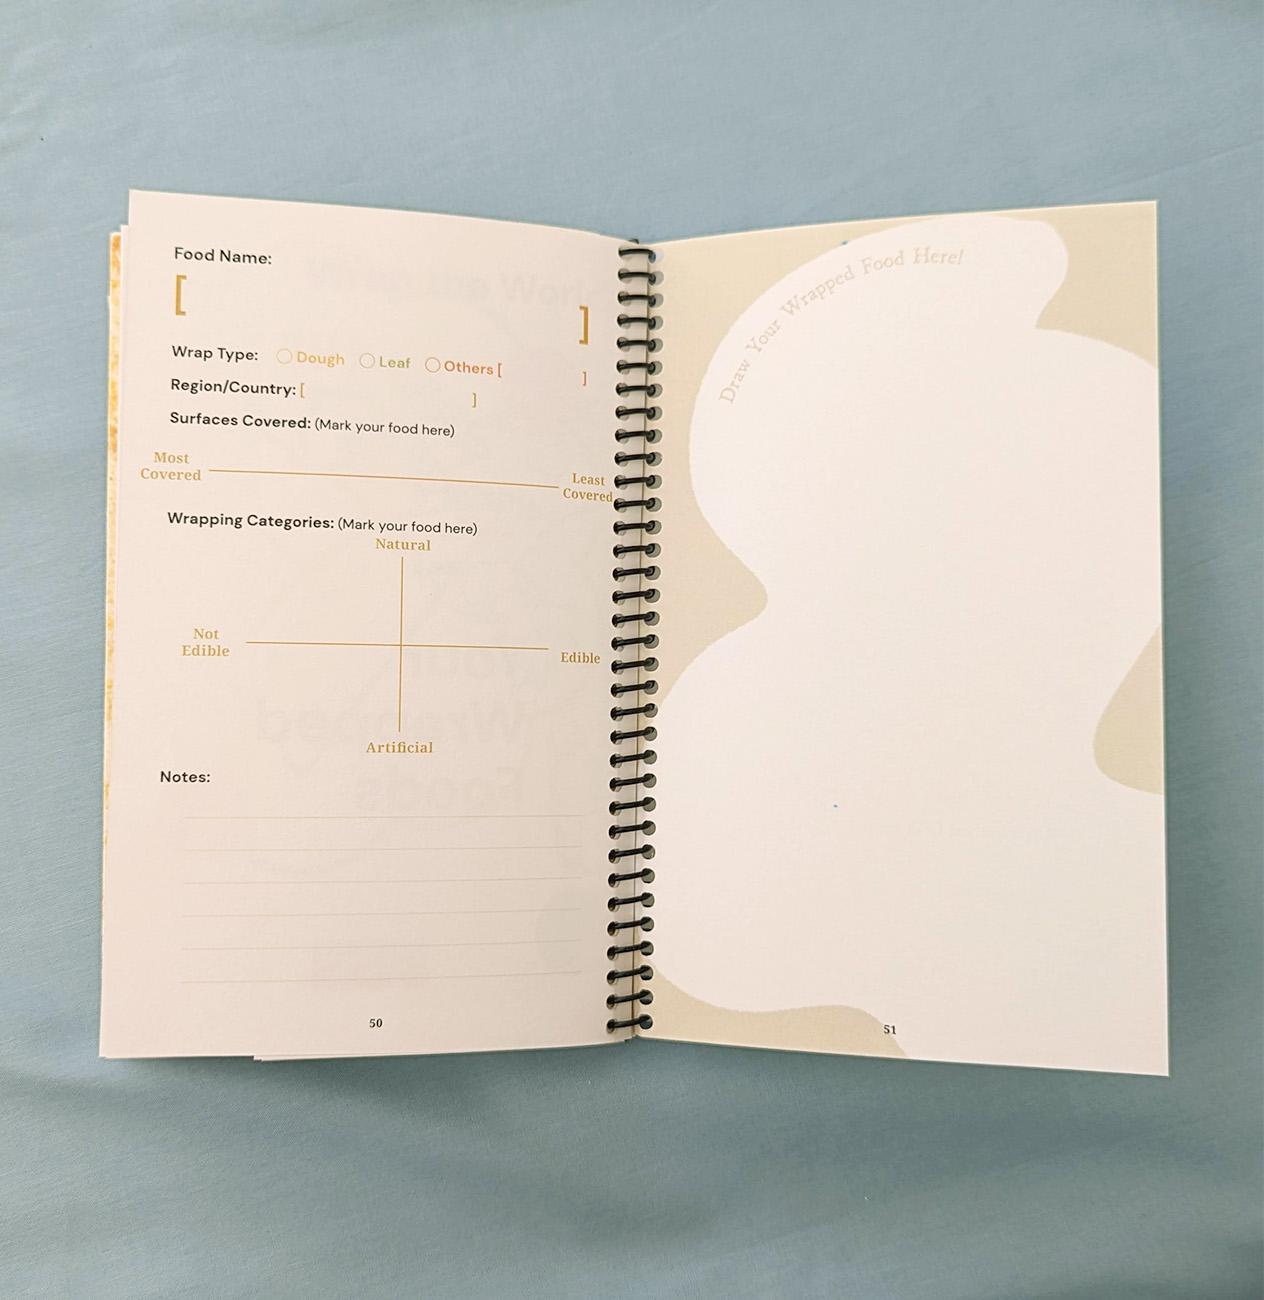 Food Name:
[ ]
Wrap Type: Dough Leaf Others [ ]
Region/Country: [ ]
Surfaces Covered: (Mark your food here)
Most
Covered
Least
Covered
Wrapping Categories: (Mark your food here)
Natural
Not
Edible
Edible
Artificial
Notes:
50
Draw Your Wrapped Food Here!
51